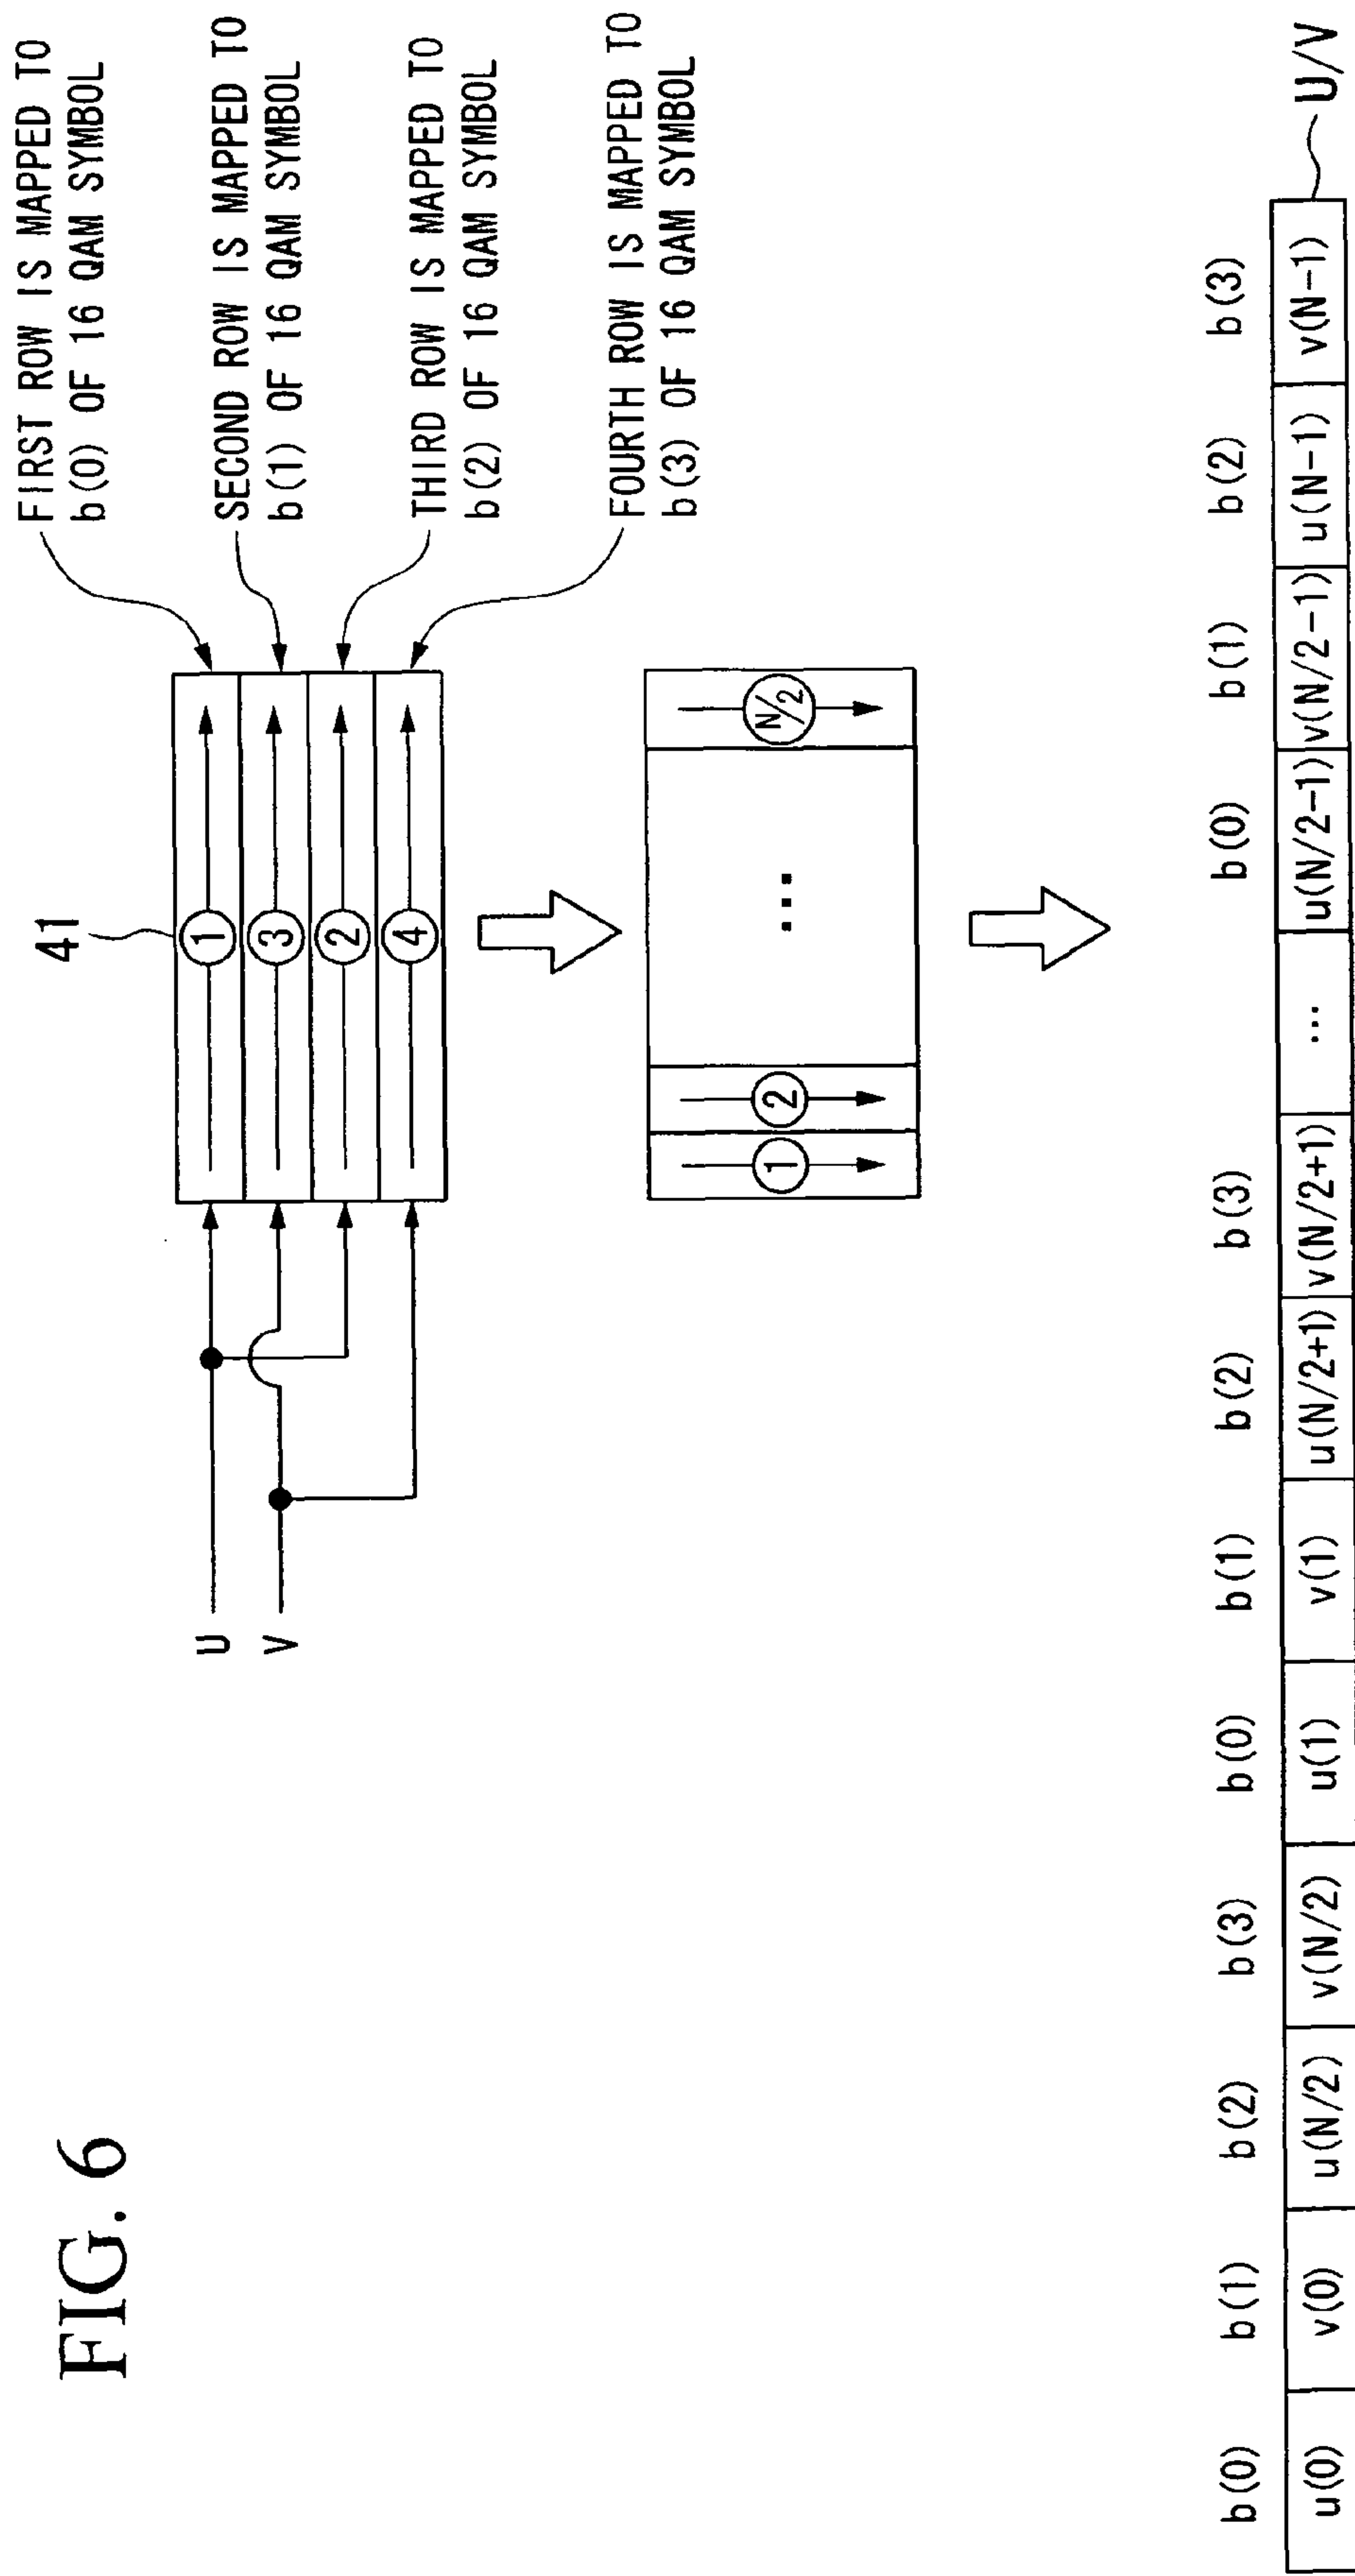 FIG. 6
41
FIRST ROW IS MAPPED TO
b(0) OF 16 QAM SYMBOL
SECOND ROW IS MAPPED TO
b(1) OF 16 QAM SYMBOL
THIRD ROW IS MAPPED TO
b(2) OF 16 QAM SYMBOL
FOURTH ROW IS MAPPED TO
b(3) OF 16 QAM SYMBOL
U
V
1
3
2
4
1 2 ... N/2
b(0) b(1) b(2) b(3) b(0) b(1) b(2) b(3) b(0) b(1) b(2) b(3)
u(0) v(0) u(N/2) v(N/2) u(1) v(1) u(N/2+1) v(N/2+1) ... u(N/2-1) v(N/2-1) u(N-1) v(N-1)
U/V